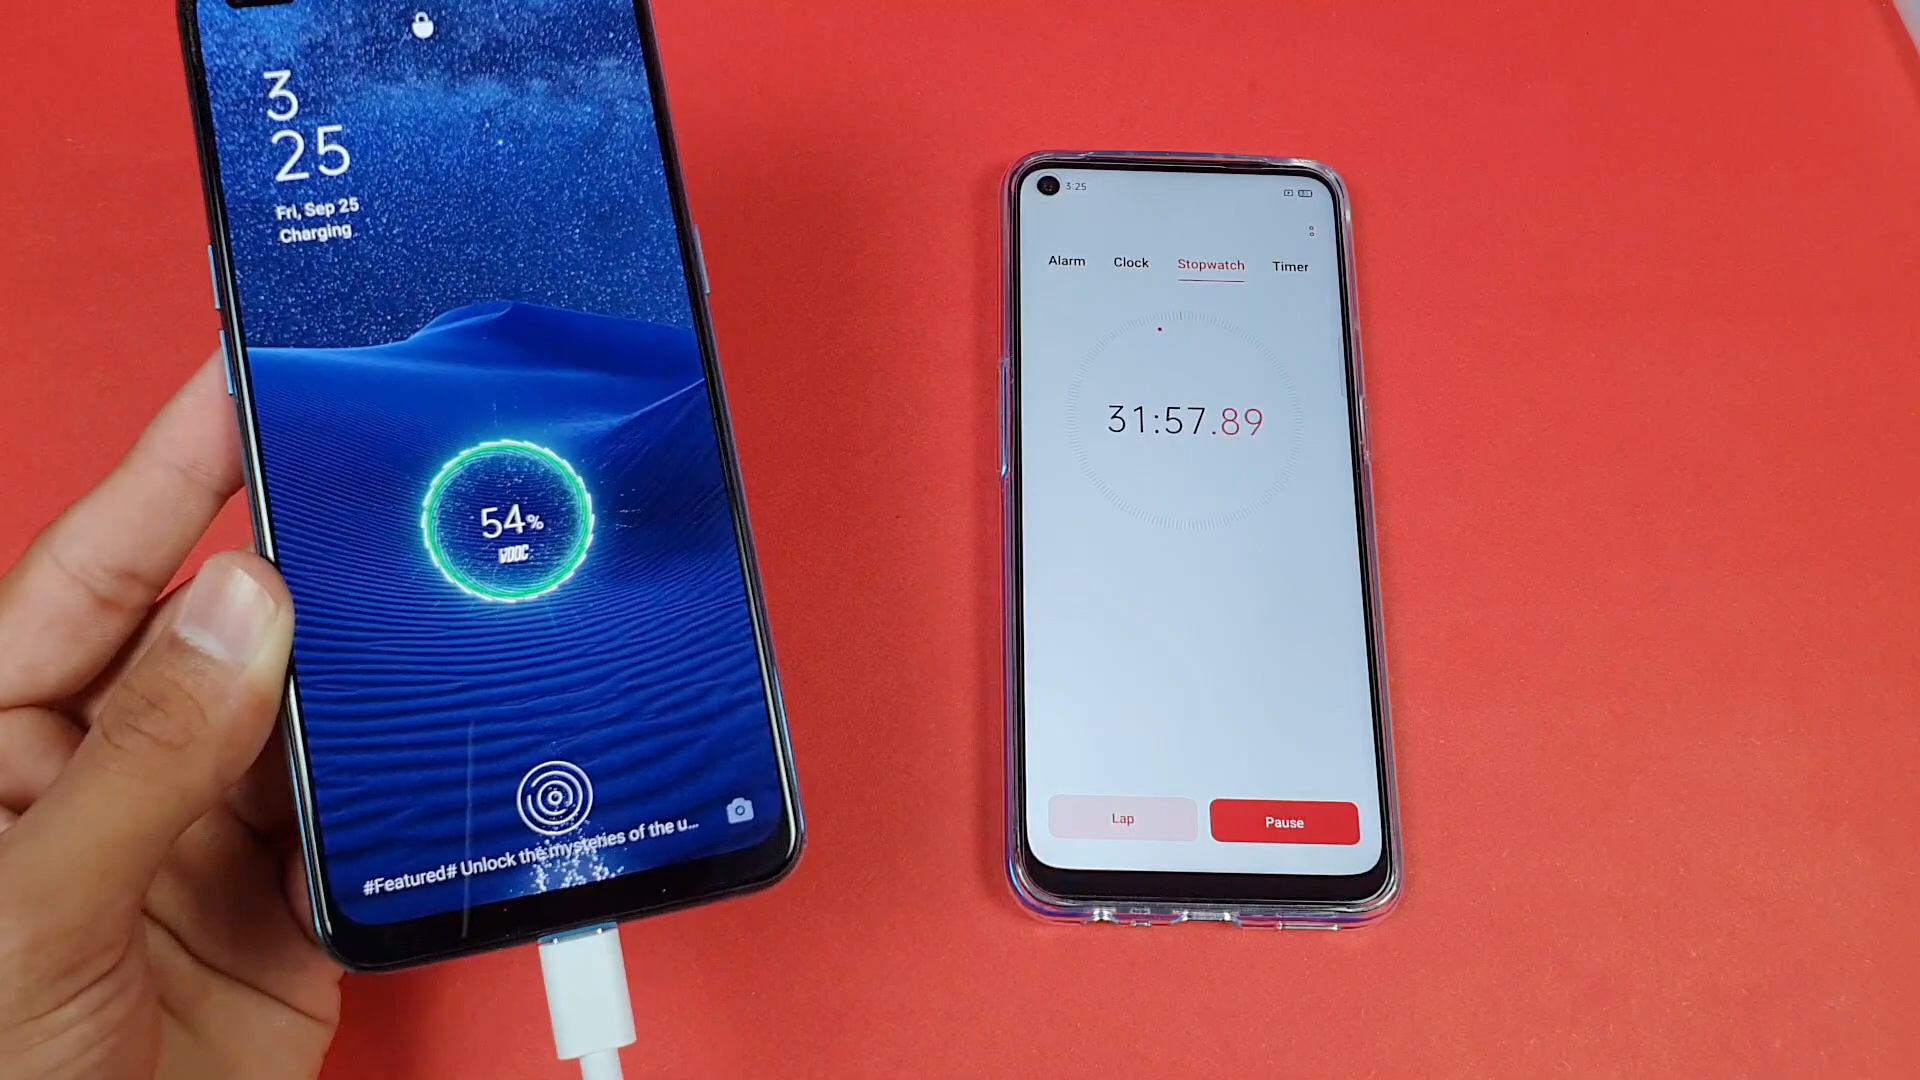 3
25
Fri, Sep 25
Charging
54%
VOOC
#Featured# Unlock the mysteries of the u...
3:25
Alarm Clock Stopwatch Timer
31:57.89
Lap Pause